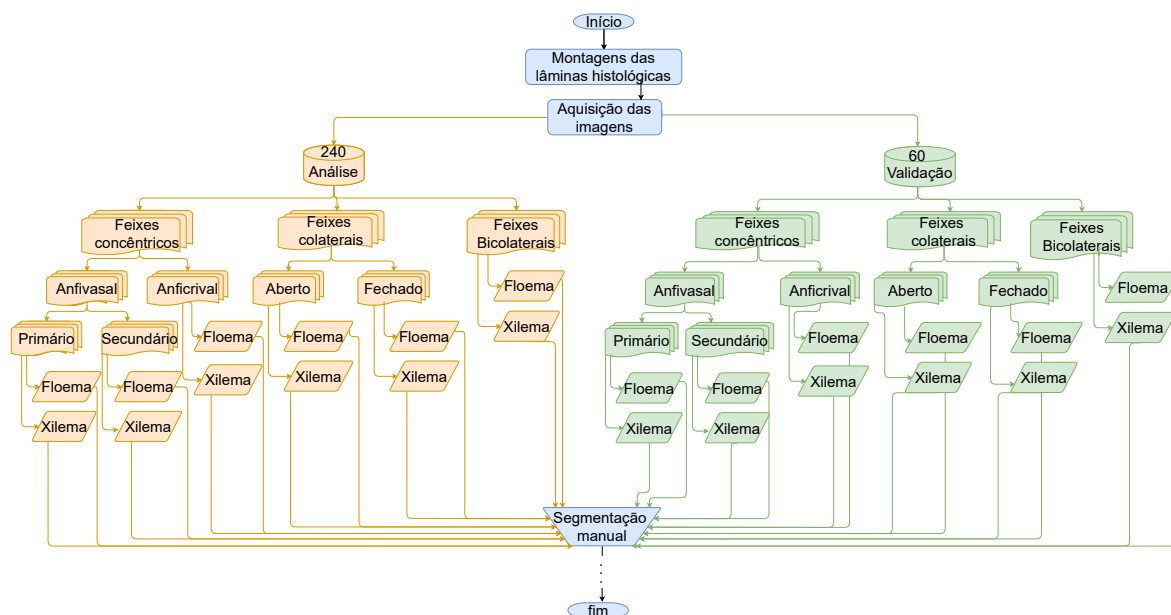 Início
Montagens das
lâminas histológicas
Aquisição das
imagens
240
Análise
60
Validação
Feixes
concêntricos
Feixes
colaterais
Feixes
Bicolaterais
Feixes
concêntricos
Feixes
colaterais
Feixes
Bicolaterais
Anfivasal
Anficrival
Aberto
Fechado
Floema
Anfivasal
Anficrival
Aberto
Fechado
Floema
Primário
Secundário
Floema
Floema
Floema
Xilema
Primário
Secundário
Floema
Floema
Floema
Xilema
Floema
Floema
Xilema
Xilema
Xilema
Floema
Floema
Xilema
Xilema
Xilema
Xilema
Xilema
Xilema
Xilema
Segmentação
manual
fim